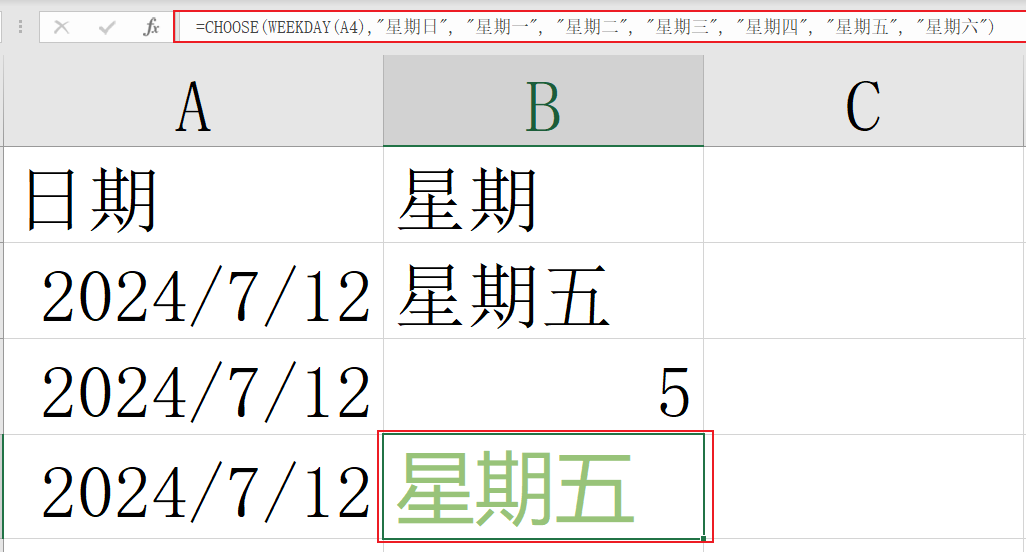 fx =CHOOSE(WEEKDAY(A4),"星期日", "星期一", "星期二", "星期三", "星期四", "星期五", "星期六")
A B C
日期 星期
2024/7/12 星期五
2024/7/12 5
2024/7/12 星期五